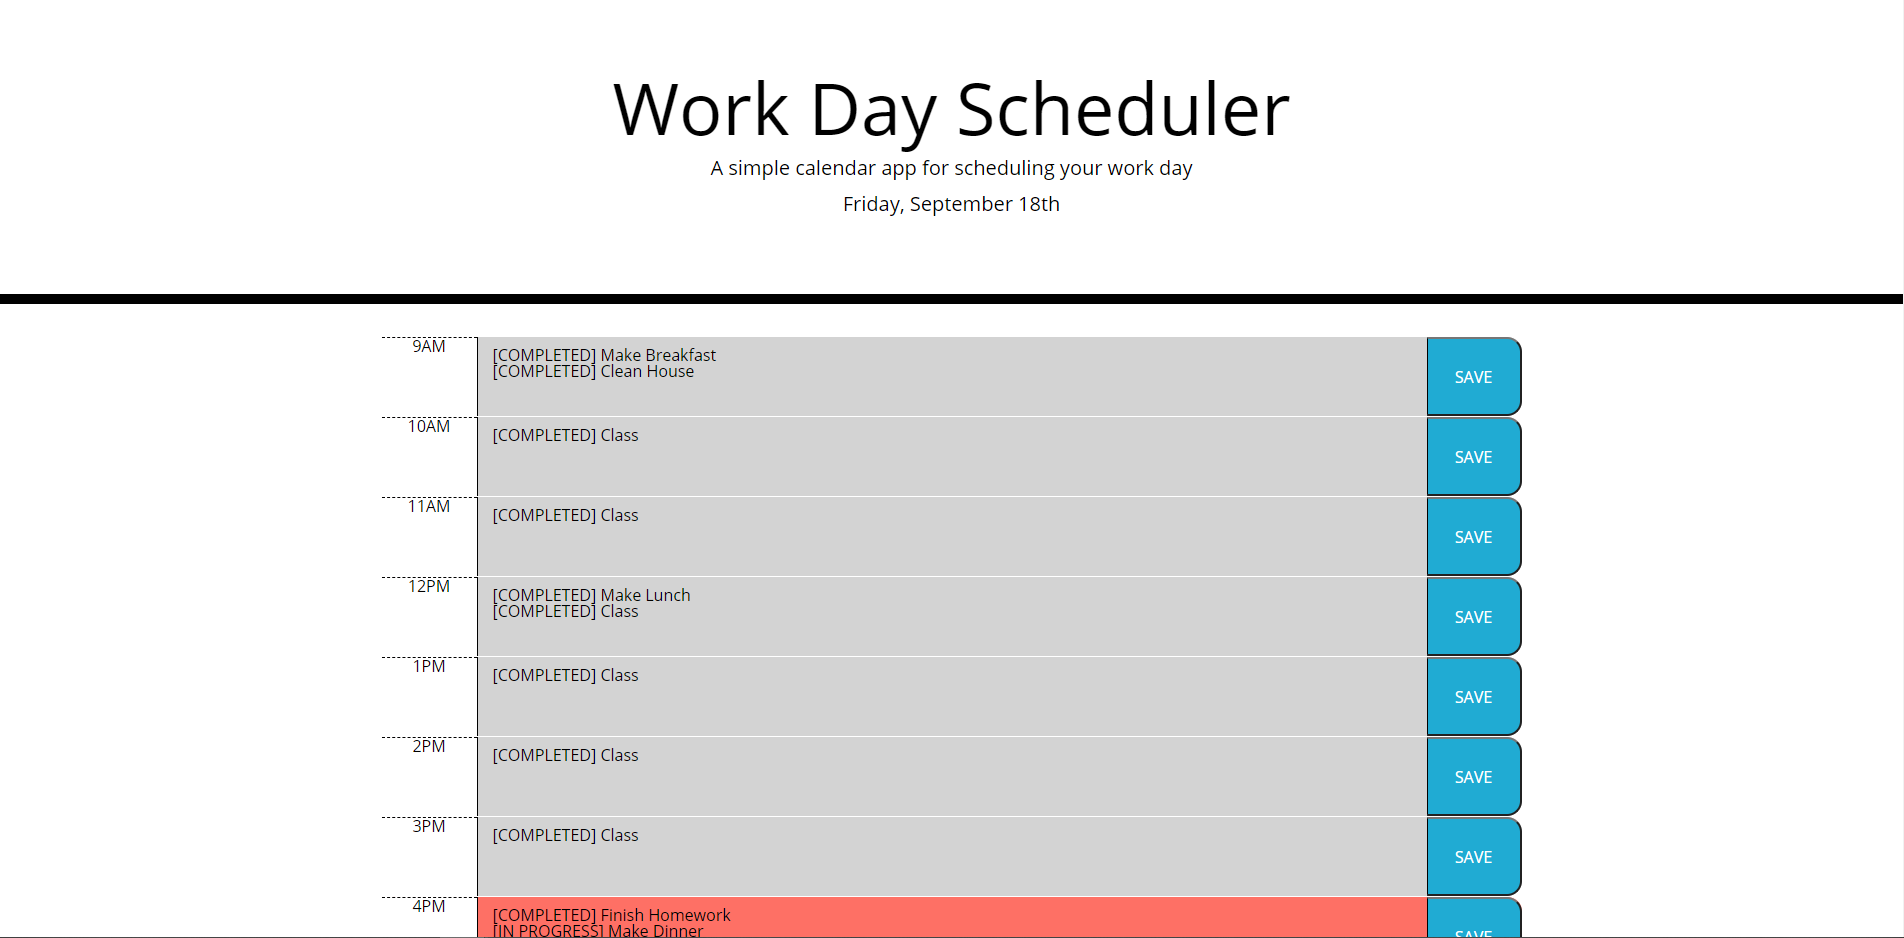 Work Day Scheduler
A simple calendar app for scheduling your work day
Friday, September 18th
9AM
[COMPLETED] Make Breakfast
[COMPLETED] Clean House
SAVE
10AM
[COMPLETED] Class
SAVE
11AM
[COMPLETED] Class
SAVE
12PM
[COMPLETED] Make Lunch
[COMPLETED] Class
SAVE
1PM
[COMPLETED] Class
SAVE
2PM
[COMPLETED] Class
SAVE
3PM
[COMPLETED] Class
SAVE
4PM
[COMPLETED] Finish Homework
[IN PROGRESS] Make Dinner
SAVE